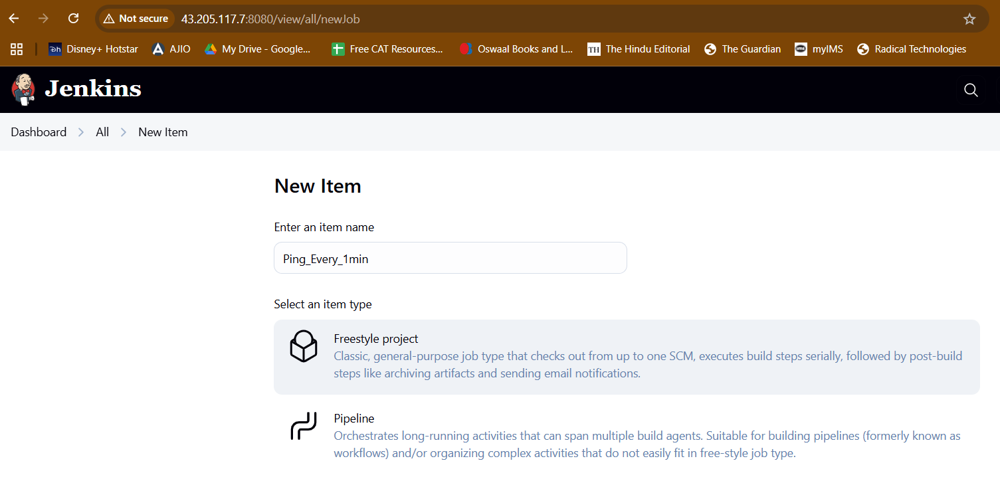 Not secure 43.205.117.7:8080/view/all/newJob
Disney+ Hotstar AJIO My Drive - Google... Free CAT Resources... Oswaal Books and L... TH The Hindu Editorial The Guardian ims myIMS Radical Technologies
Jenkins
Dashboard All New Item
New Item
Enter an item name
Ping_Every_1min
Select an item type
Freestyle project
Classic, general-purpose job type that checks out from up to one SCM, executes build steps serially, followed by post-build
steps like archiving artifacts and sending email notifications.
Pipeline
Orchestrates long-running activities that can span multiple build agents. Suitable for building pipelines (formerly known as
workflows) and/or organizing complex activities that do not easily fit in free-style job type.